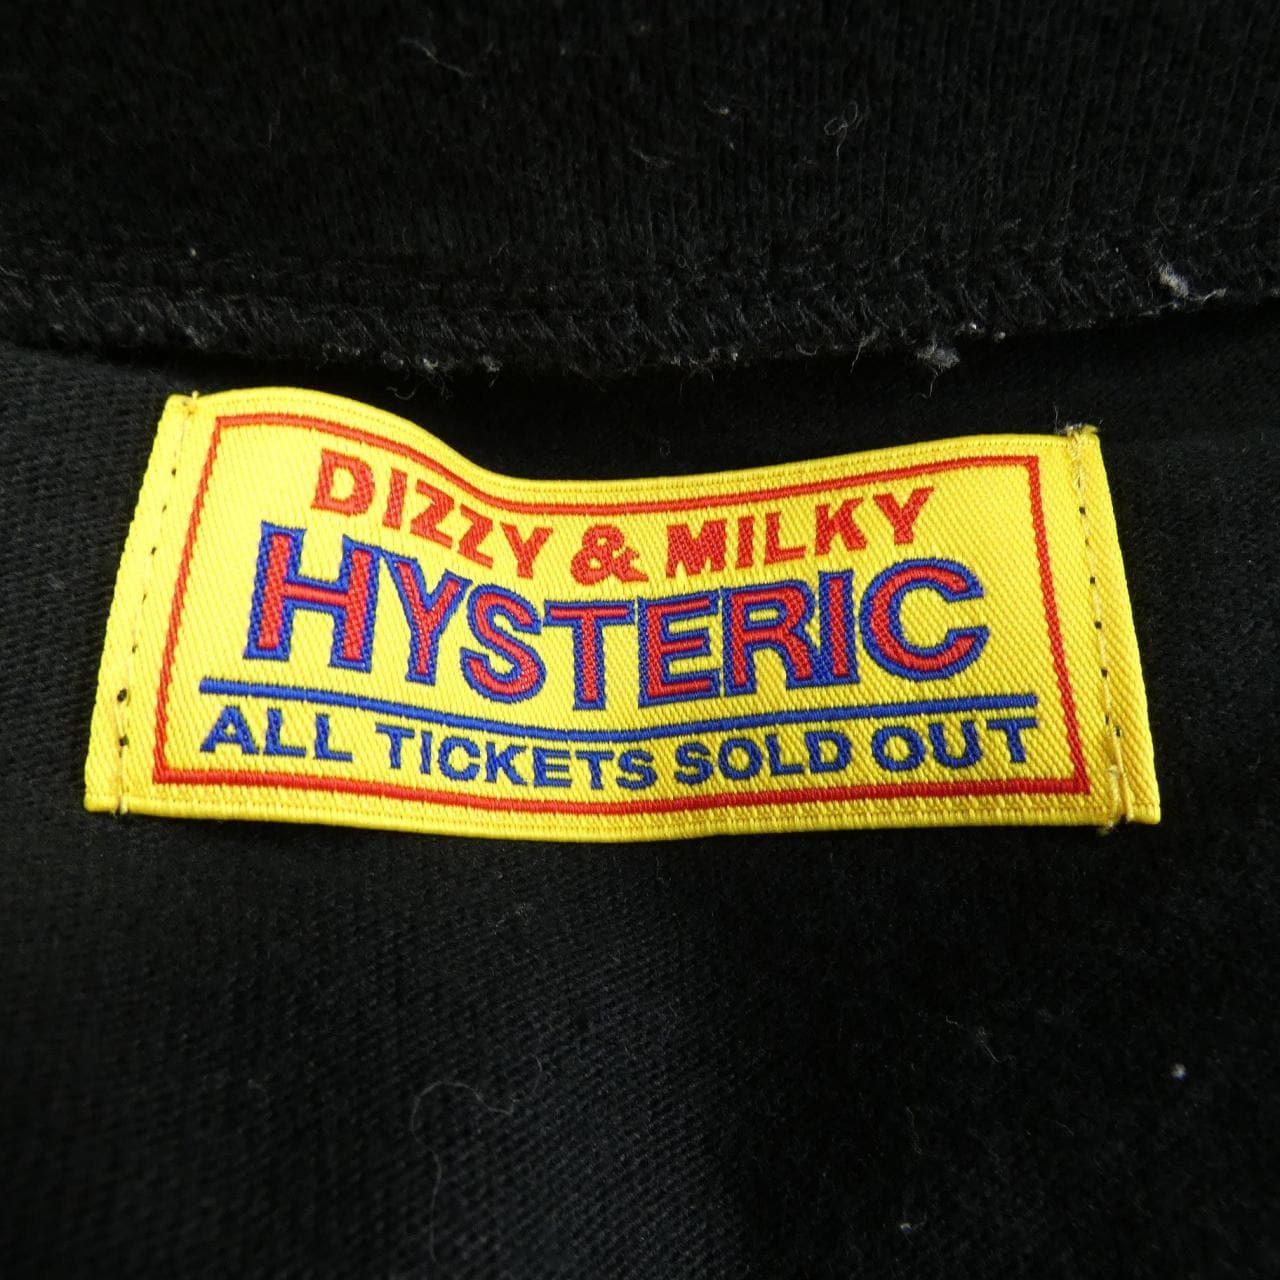 DIZZY & MILKY
HYSTERIC
ALL TICKETS SOLD OUT